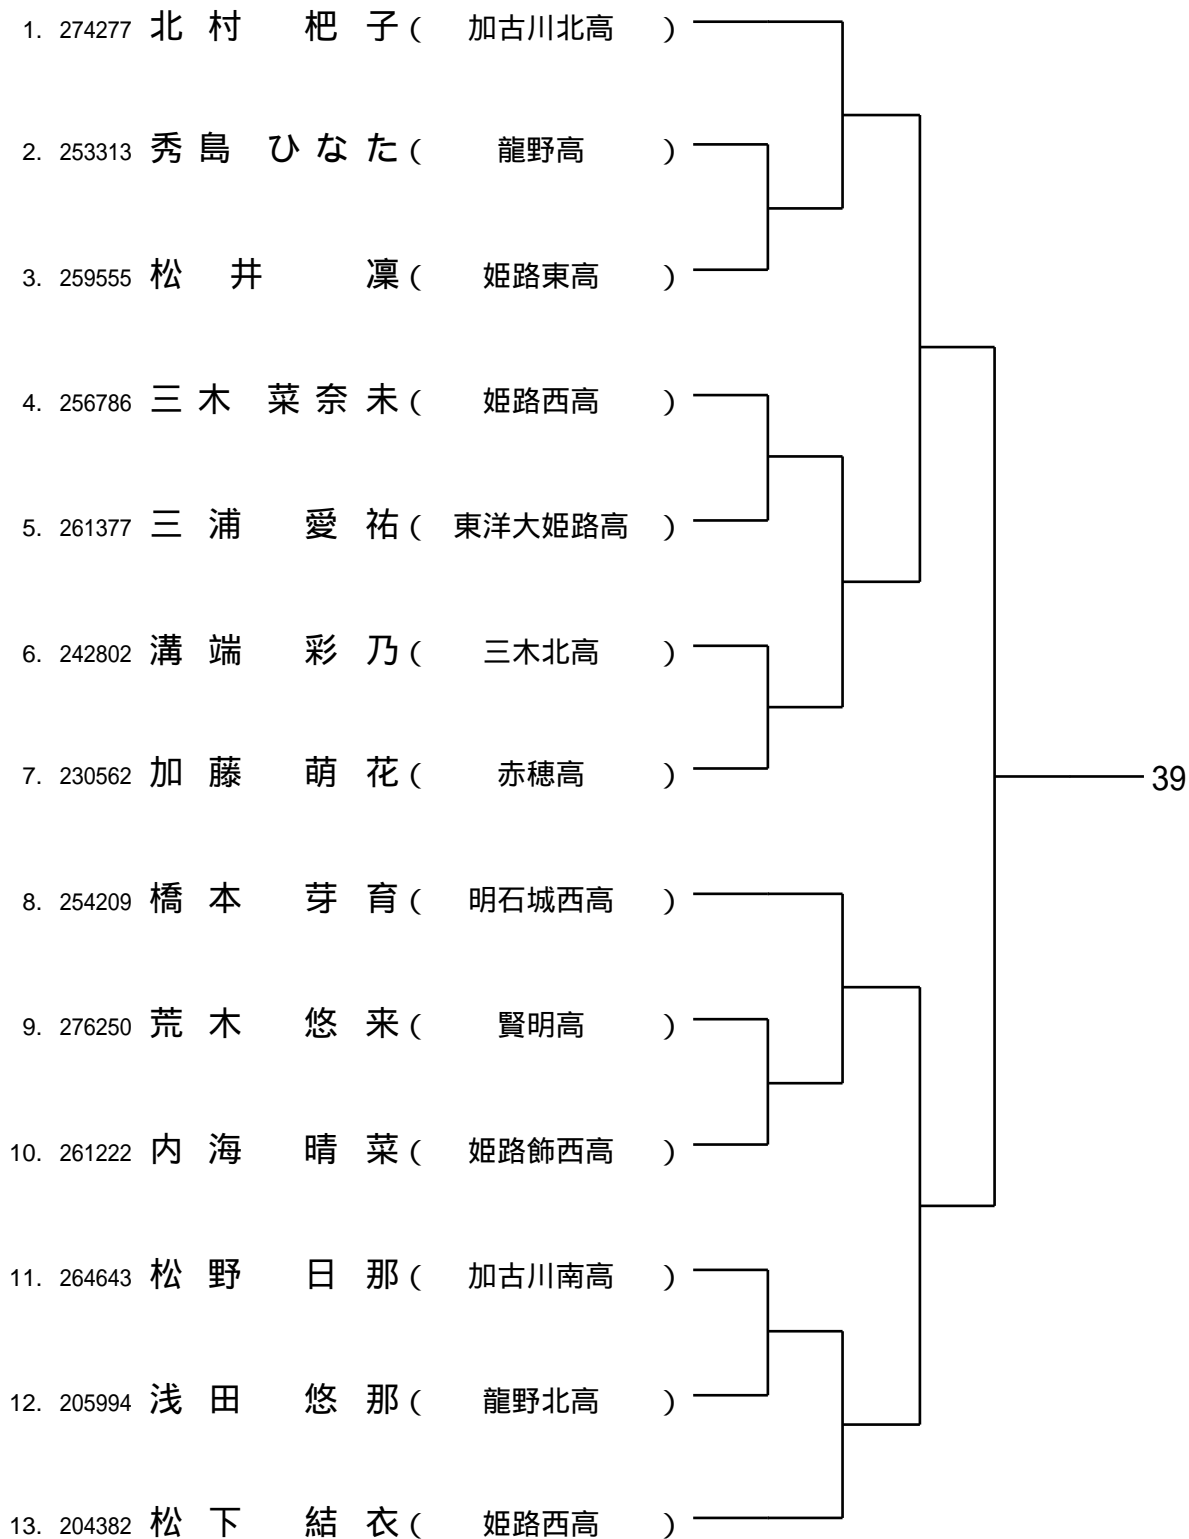 1. 274277 北村 杷子 ( 加古川北高 )
2. 253313 秀島 ひなた ( 龍野高 )
3. 259555 松井 凜 ( 姫路東高 )
4. 256786 三木 菜奈未 ( 姫路西高 )
5. 261377 三浦 愛祐 ( 東洋大姫路高 )
6. 242802 溝端 彩乃 ( 三木北高 )
7. 230562 加藤 萌花 ( 赤穂高 )
39
8. 254209 橋本 芽育 ( 明石城西高 )
9. 276250 荒木 悠来 ( 賢明高 )
10. 261222 内海 晴菜 ( 姫路飾西高 )
11. 264643 松野 日那 ( 加古川南高 )
12. 205994 浅田 悠那 ( 龍野北高 )
13. 204382 松下 結衣 ( 姫路西高 )